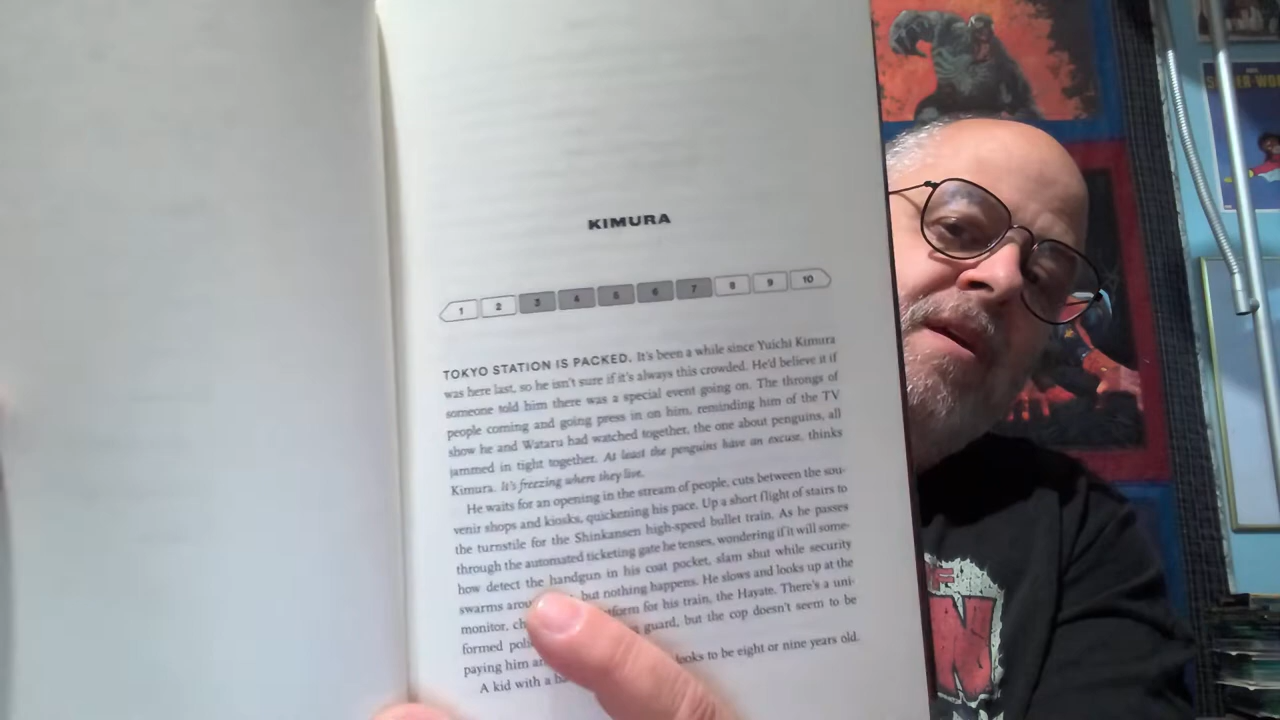 KIMURA
1 2 3 4 5 6 7 8 9 10
TOKYO STATION IS PACKED. It's been a while since Yuichi Kimura
was here last, so he isn't sure if it's always this crowded. He'd believe it if
someone told him there was a special event going on. The throngs of
people coming and going press in on him, reminding him of the TV
show he and Wataru had watched together, the one about penguins, all
jammed in tight together. At least the penguins have an excuse, thinks
Kimura. It's freezing where they live.
He waits for an opening in the stream of people, cuts between the sou-
venir shops and kiosks, quickening his pace. Up a short flight of stairs to
the turnstile for the Shinkansen high-speed bullet train. As he passes
through the automated ticketing gate he tenses, wondering if it will some-
how detect the handgun in his coat pocket, slam shut while security
swarms but nothing happens. He slows and looks up at the
monitor, for his train, the Hayate. There's a uni-
formed guard, but the cop doesn't seem to be
paying him
A kid with a looks to be eight or nine years old.